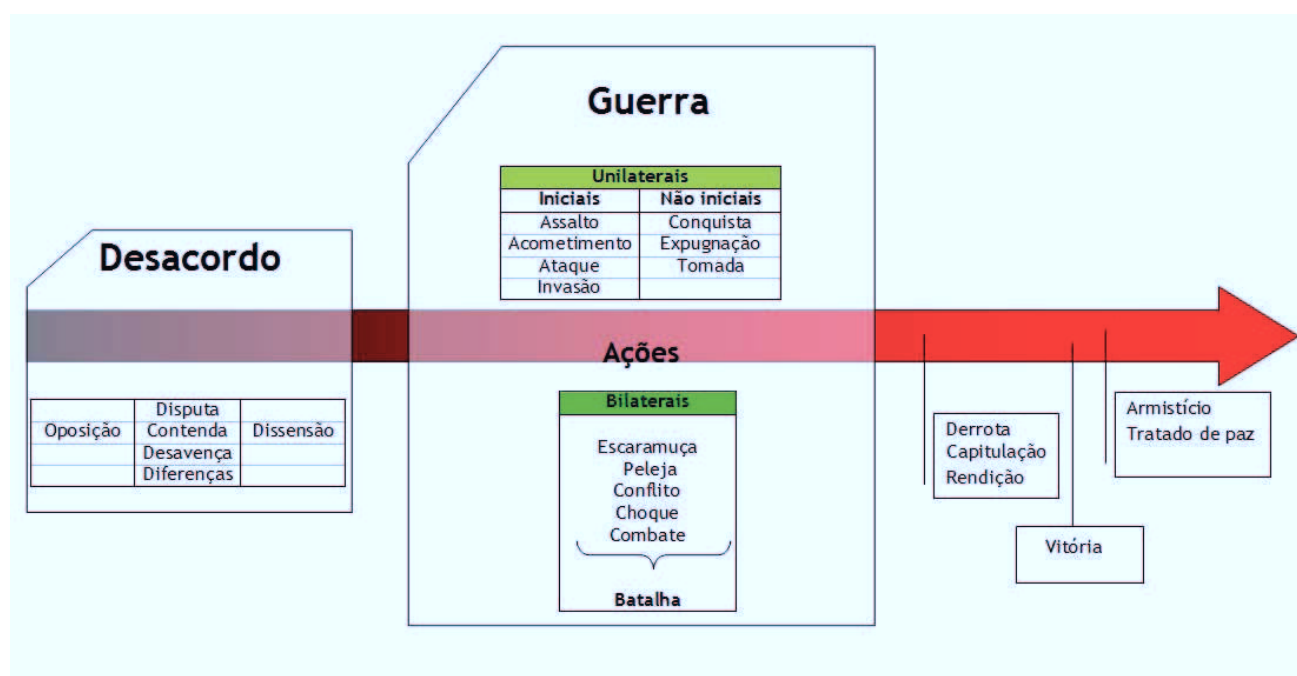 Guerra
Unilaterais
Iniciais Não iniciais
Assalto Conquista
Acometimento Expugnação
Ataque Tomada
Invasão
Desacordo
Ações
Disputa
Oposição Contenda Dissensão
Desavença
Diferenças
Bilaterais
Escaramuça
Peleja
Conflito
Choque
Combate
Batalha
Derrota
Capitulação
Rendição
Vitória
Armistício
Tratado de paz